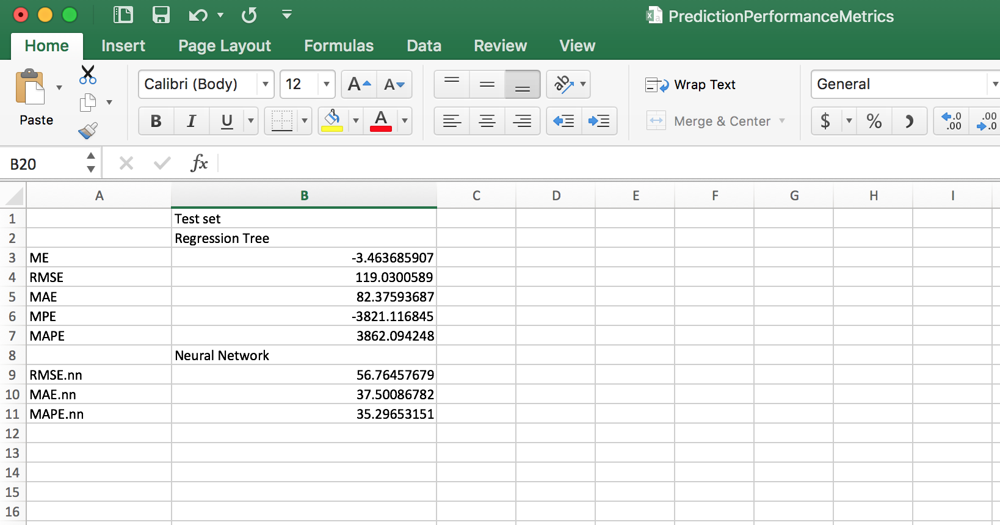 PredictionPerformanceMetrics
Home Insert Page Layout Formulas Data Review View
Paste
Calibri (Body) 12 A A ab Wrap Text General
B I U A Merge & Center $ % .0 .00 .00 .0
B20 fx
A B C D E F G H I
1 Test set
2 Regression Tree
3 ME -3.463685907
4 RMSE 119.0300589
5 MAE 82.37593687
6 MPE -3821.116845
7 MAPE 3862.094248
8 Neural Network
9 RMSE.nn 56.76457679
10 MAE.nn 37.50086782
11 MAPE.nn 35.29653151
12
13
14
15
16